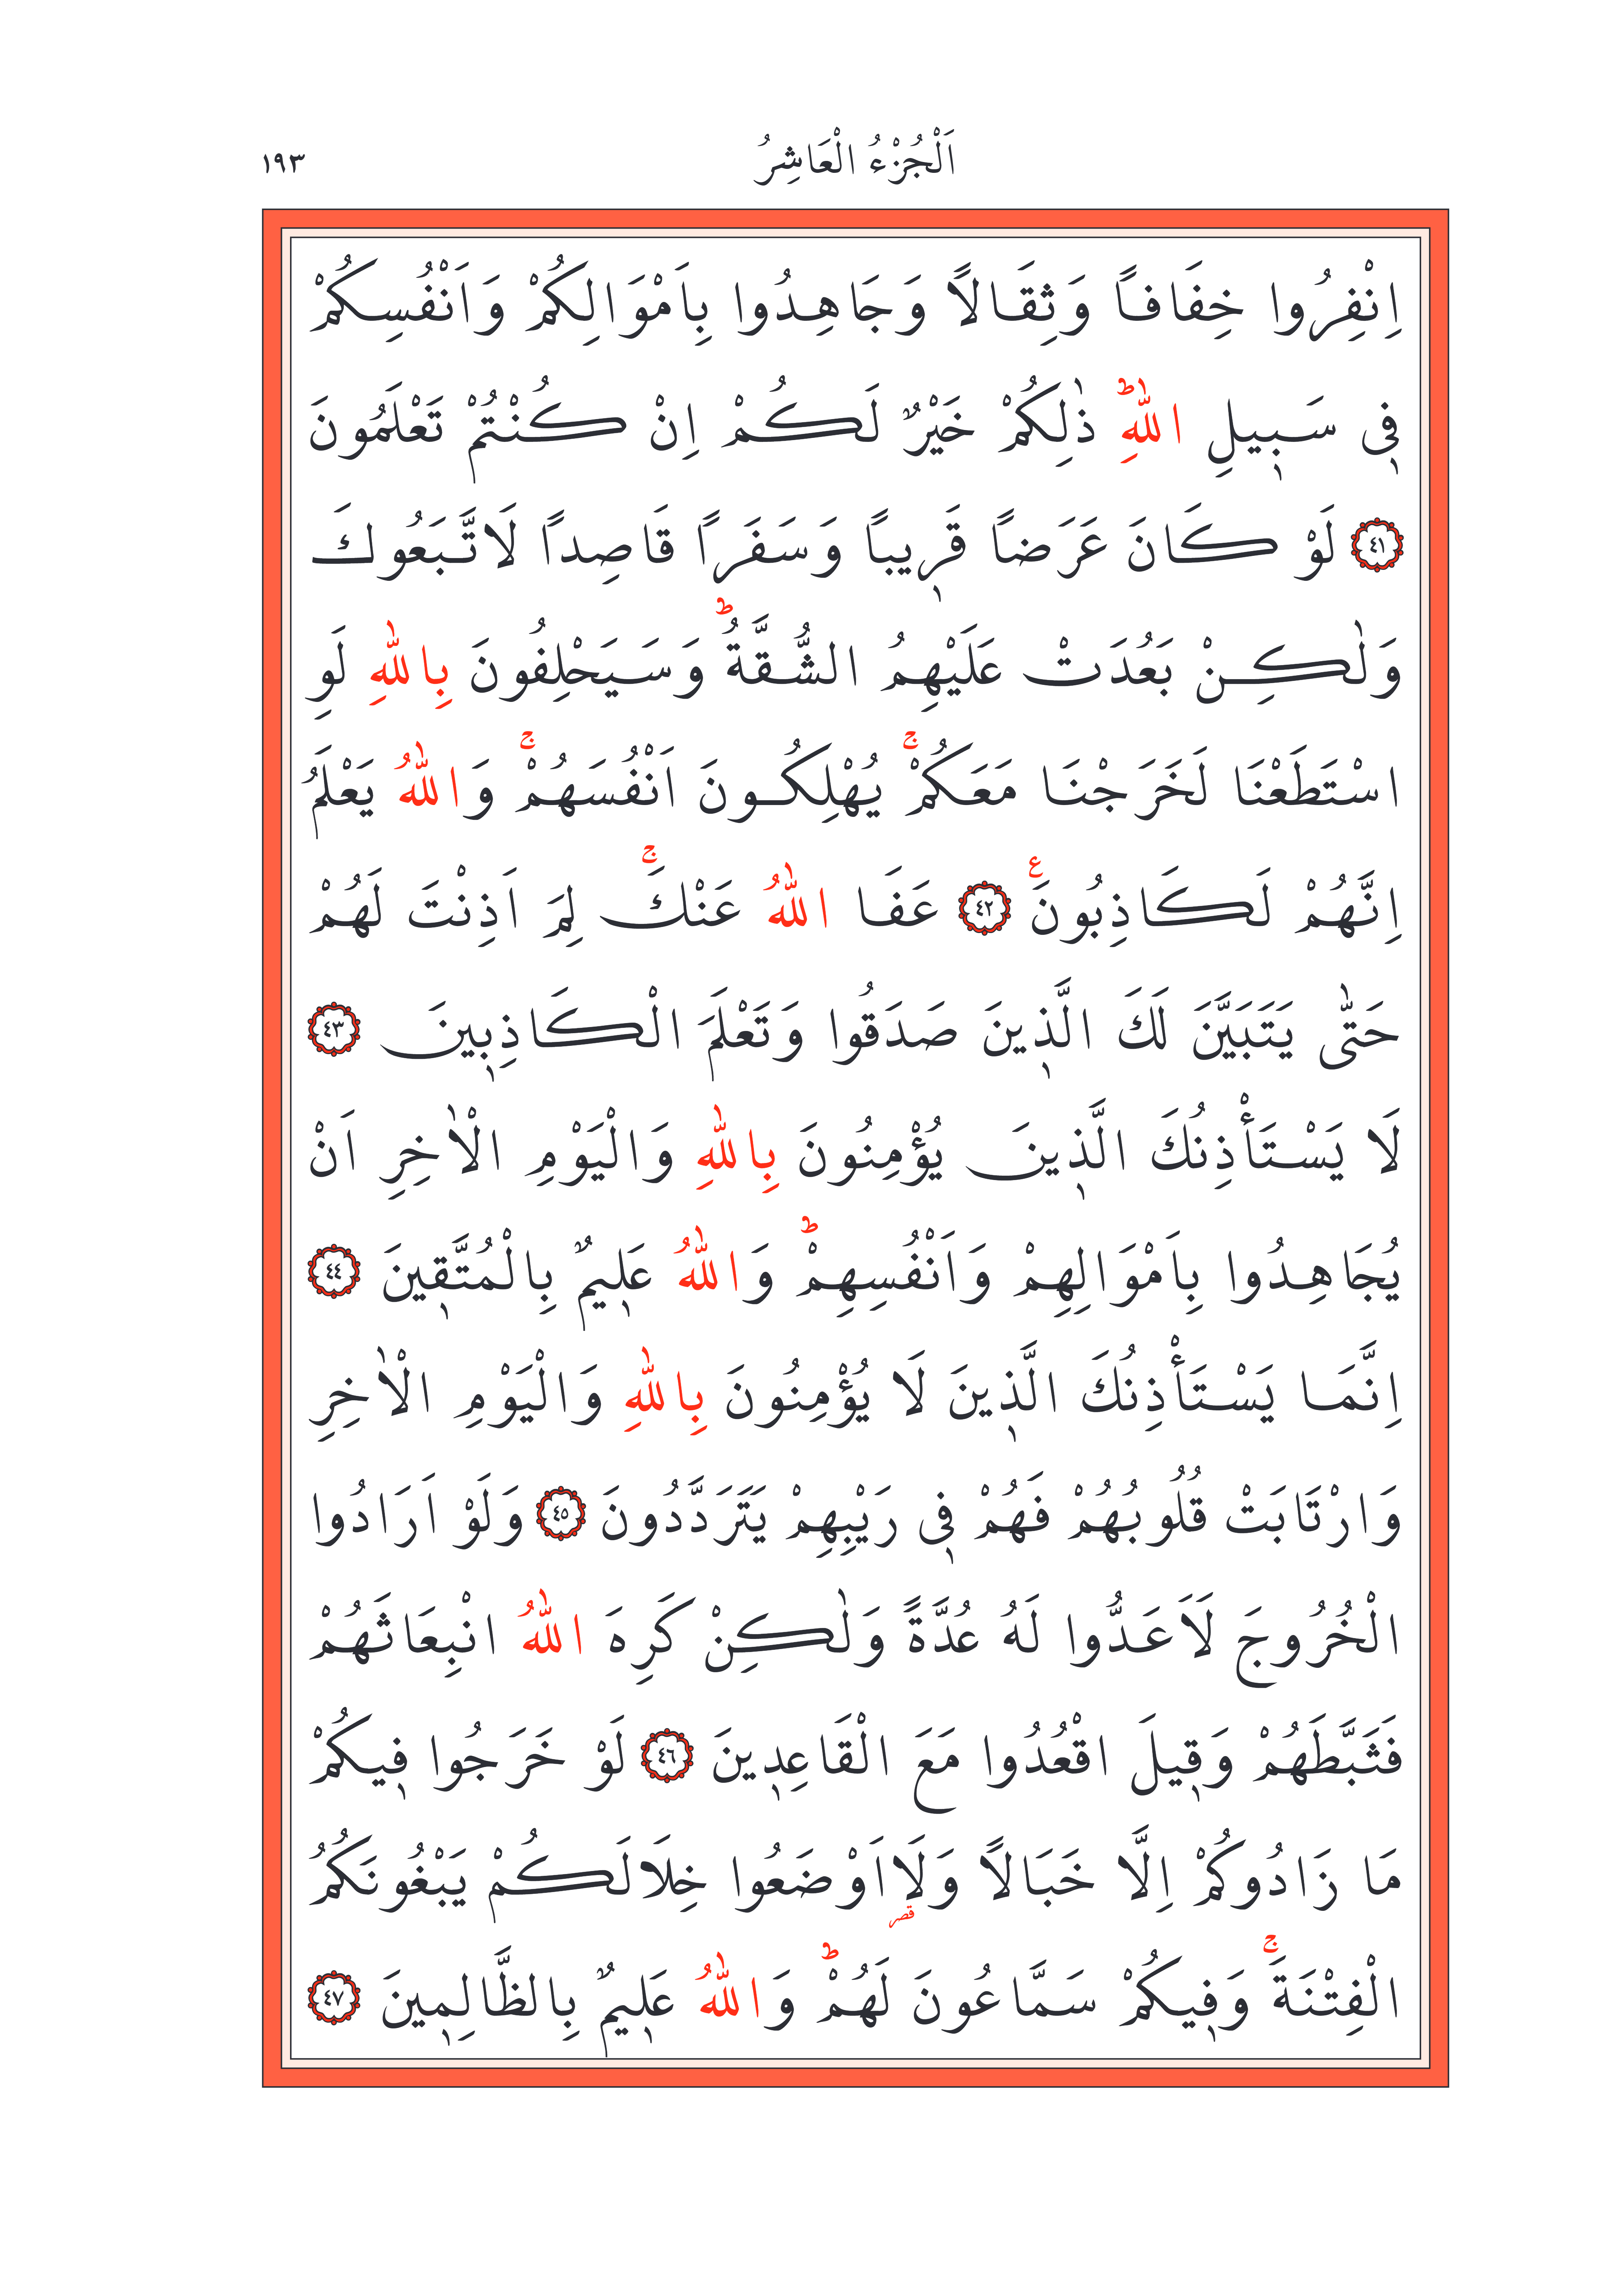 اَلْجُزْءُ الْعَاشِرُ ١٩٣
اِنْفِرُوا خِفَافاً وَثِقَالاً وَجَاهِدُوا بِاَمْوَالِكُمْ وَاَنْفُسِكُمْ
فٖى سَبٖيلِ اللّٰهِؕ ذٰلِكُمْ خَيْرٌ لَكُمْ اِنْ كُنْتُمْ تَعْلَمُونَ
﴿٤١﴾ لَوْ كَانَ عَرَضاً قَرٖيباً وَسَفَراً قَاصِداً لَاتَّبَعُوكَ
وَلٰكِنْ بَعُدَتْ عَلَيْهِمُ الشُّقَّةُؕ وَسَيَحْلِفُونَ بِاللّٰهِ لَوِ
اسْتَطَعْنَا لَخَرَجْنَا مَعَكُمْۚ يُهْلِكُونَ اَنْفُسَهُمْۚ وَاللّٰهُ يَعْلَمُ
اِنَّهُمْ لَكَاذِبُونَ ع ﴿٤٢﴾ عَفَا اللّٰهُ عَنْكَۚ لِمَ اَذِنْتَ لَهُمْ
حَتّٰى يَتَبَيَّنَ لَكَ الَّذٖينَ صَدَقُوا وَتَعْلَمَ الْكَاذِبٖينَ ﴿٤٣﴾
لَا يَسْتَأْذِنُكَ الَّذٖينَ يُؤْمِنُونَ بِاللّٰهِ وَالْيَوْمِ الْاٰخِرِ اَنْ
يُجَاهِدُوا بِاَمْوَالِهِمْ وَاَنْفُسِهِمْؕ وَاللّٰهُ عَلٖيمٌ بِالْمُتَّقٖينَ ﴿٤٤﴾
اِنَّمَا يَسْتَأْذِنُكَ الَّذٖينَ لَا يُؤْمِنُونَ بِاللّٰهِ وَالْيَوْمِ الْاٰخِرِ
وَارْتَابَتْ قُلُوبُهُمْ فَهُمْ فٖى رَيْبِهِمْ يَتَرَدَّدُونَ ﴿٤٥﴾ وَلَوْ اَرَادُوا
الْخُرُوجَ لَاَعَدُّوا لَهُ عُدَّةً وَلٰكِنْ كَرِهَ اللّٰهُ انْبِعَاثَهُمْ
فَثَبَّطَهُمْ وَقٖيلَ اقْعُدُوا مَعَ الْقَاعِدٖينَ ﴿٤٦﴾ لَوْ خَرَجُوا فٖيكُمْ
مَا زَادُوكُمْ اِلَّا خَبَالاً وَلَااَوْضَعُوا خِلَالَكُمْ يَبْغُونَكُمُ
قصر
الْفِتْنَةَۚ وَفٖيكُمْ سَمَّاعُونَ لَهُمْؕ وَاللّٰهُ عَلٖيمٌ بِالظَّالِمٖينَ ﴿٤٧﴾